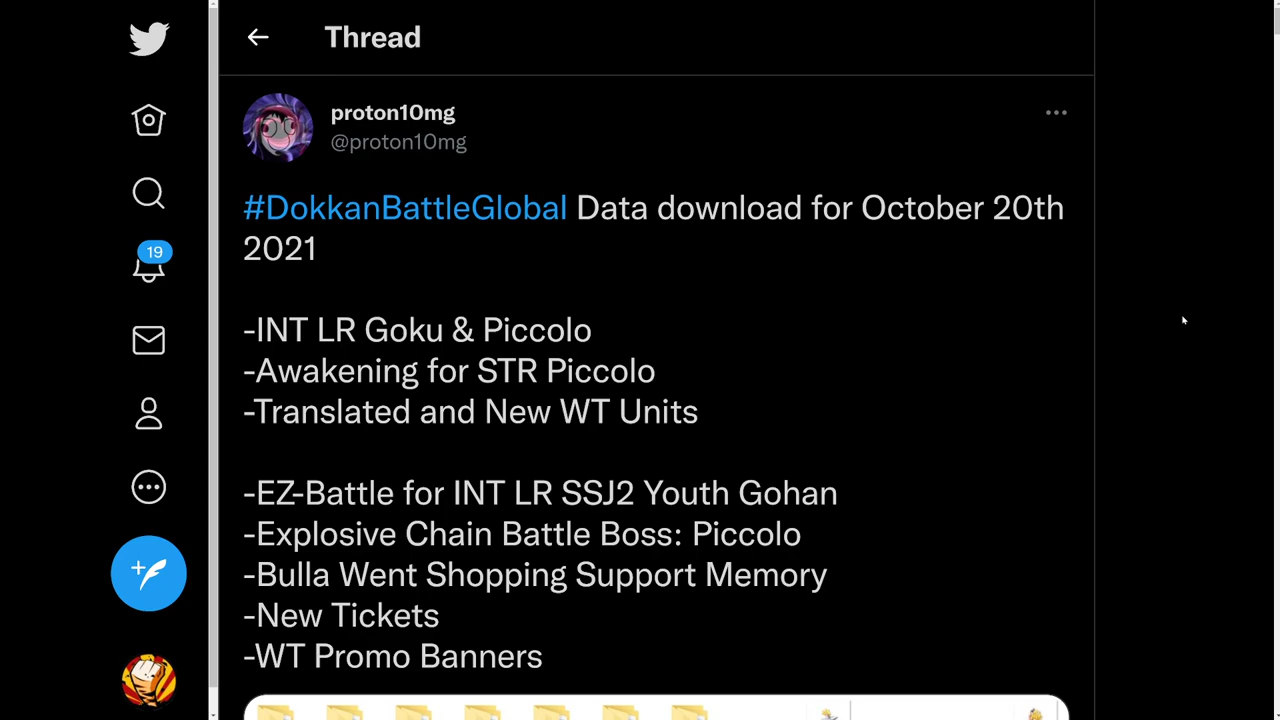 Thread
proton10mg
@proton10mg
#DokkanBattleGlobal Data download for October 20th
2021
-INT LR Goku & Piccolo
-Awakening for STR Piccolo
-Translated and New WT Units
19
-EZ-Battle for INT LR SSJ2 Youth Gohan
-Explosive Chain Battle Boss: Piccolo
-Bulla Went Shopping Support Memory
-New Tickets
-WT Promo Banners